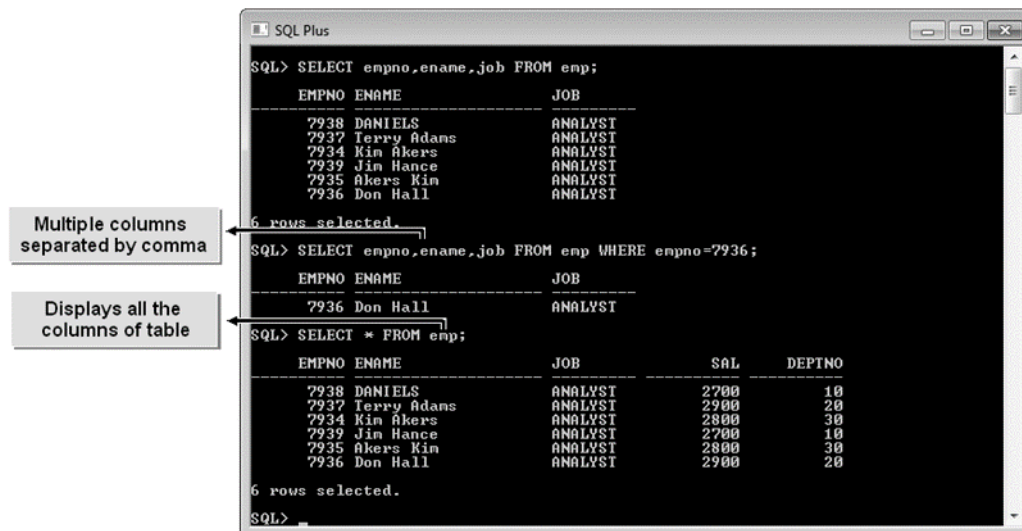 SQL Plus
SQL> SELECT empno,ename,job FROM emp;
EMPNO ENAME JOB
7938 DANIELS ANALYST
7937 Terry Adams ANALYST
7934 Kim Akers ANALYST
7939 Jim Hance ANALYST
7935 Akers Kim ANALYST
7936 Don Hall ANALYST
6 rows selected.
Multiple columns
separated by comma
SQL> SELECT empno,ename,job FROM emp WHERE empno=7936;
EMPNO ENAME JOB
7936 Don Hall ANALYST
Displays all the
columns of table
SQL> SELECT * FROM emp;
EMPNO ENAME JOB SAL DEPTNO
7938 DANIELS ANALYST 2700 10
7937 Terry Adams ANALYST 2900 20
7934 Kim Akers ANALYST 2800 30
7939 Jim Hance ANALYST 2700 10
7935 Akers Kim ANALYST 2800 30
7936 Don Hall ANALYST 2900 20
6 rows selected.
SQL> _